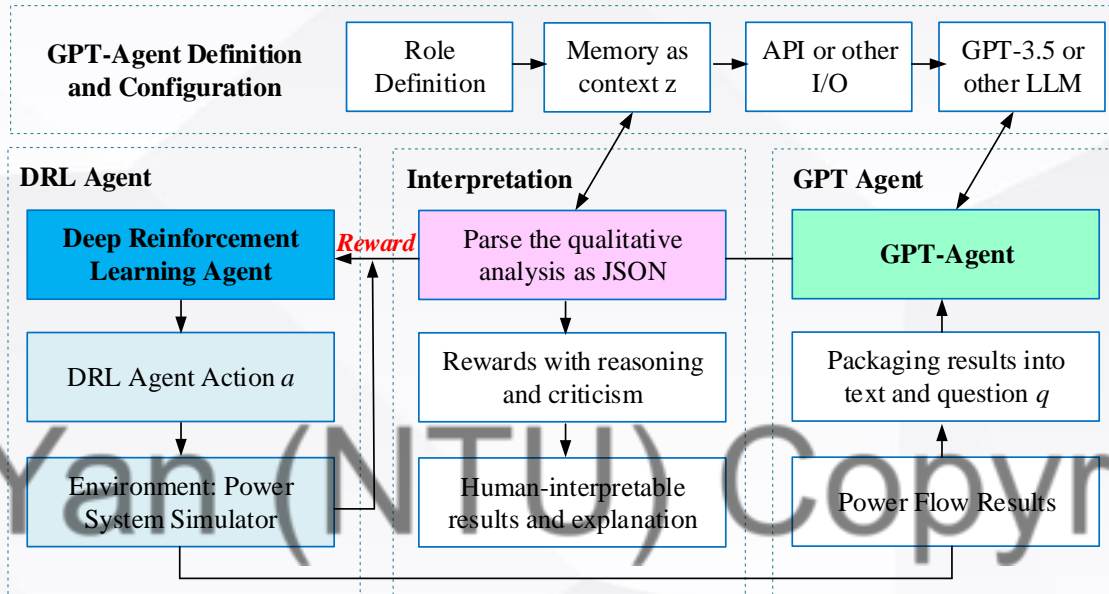 GPT-Agent Definition
and Configuration
Role
Definition
Memory as
context z
API or other
I/O
GPT-3.5 or
other LLM
DRL Agent
Interpretation
GPT Agent
Deep Reinforcement
Learning Agent
Reward
Parse the qualitative
analysis as JSON
GPT-Agent
DRL Agent Action a
Rewards with reasoning
and criticism
Packaging results into
text and question q
Environment: Power
System Simulator
Human-interpretable
results and explanation
Power Flow Results
Yan (NTU) Copyr